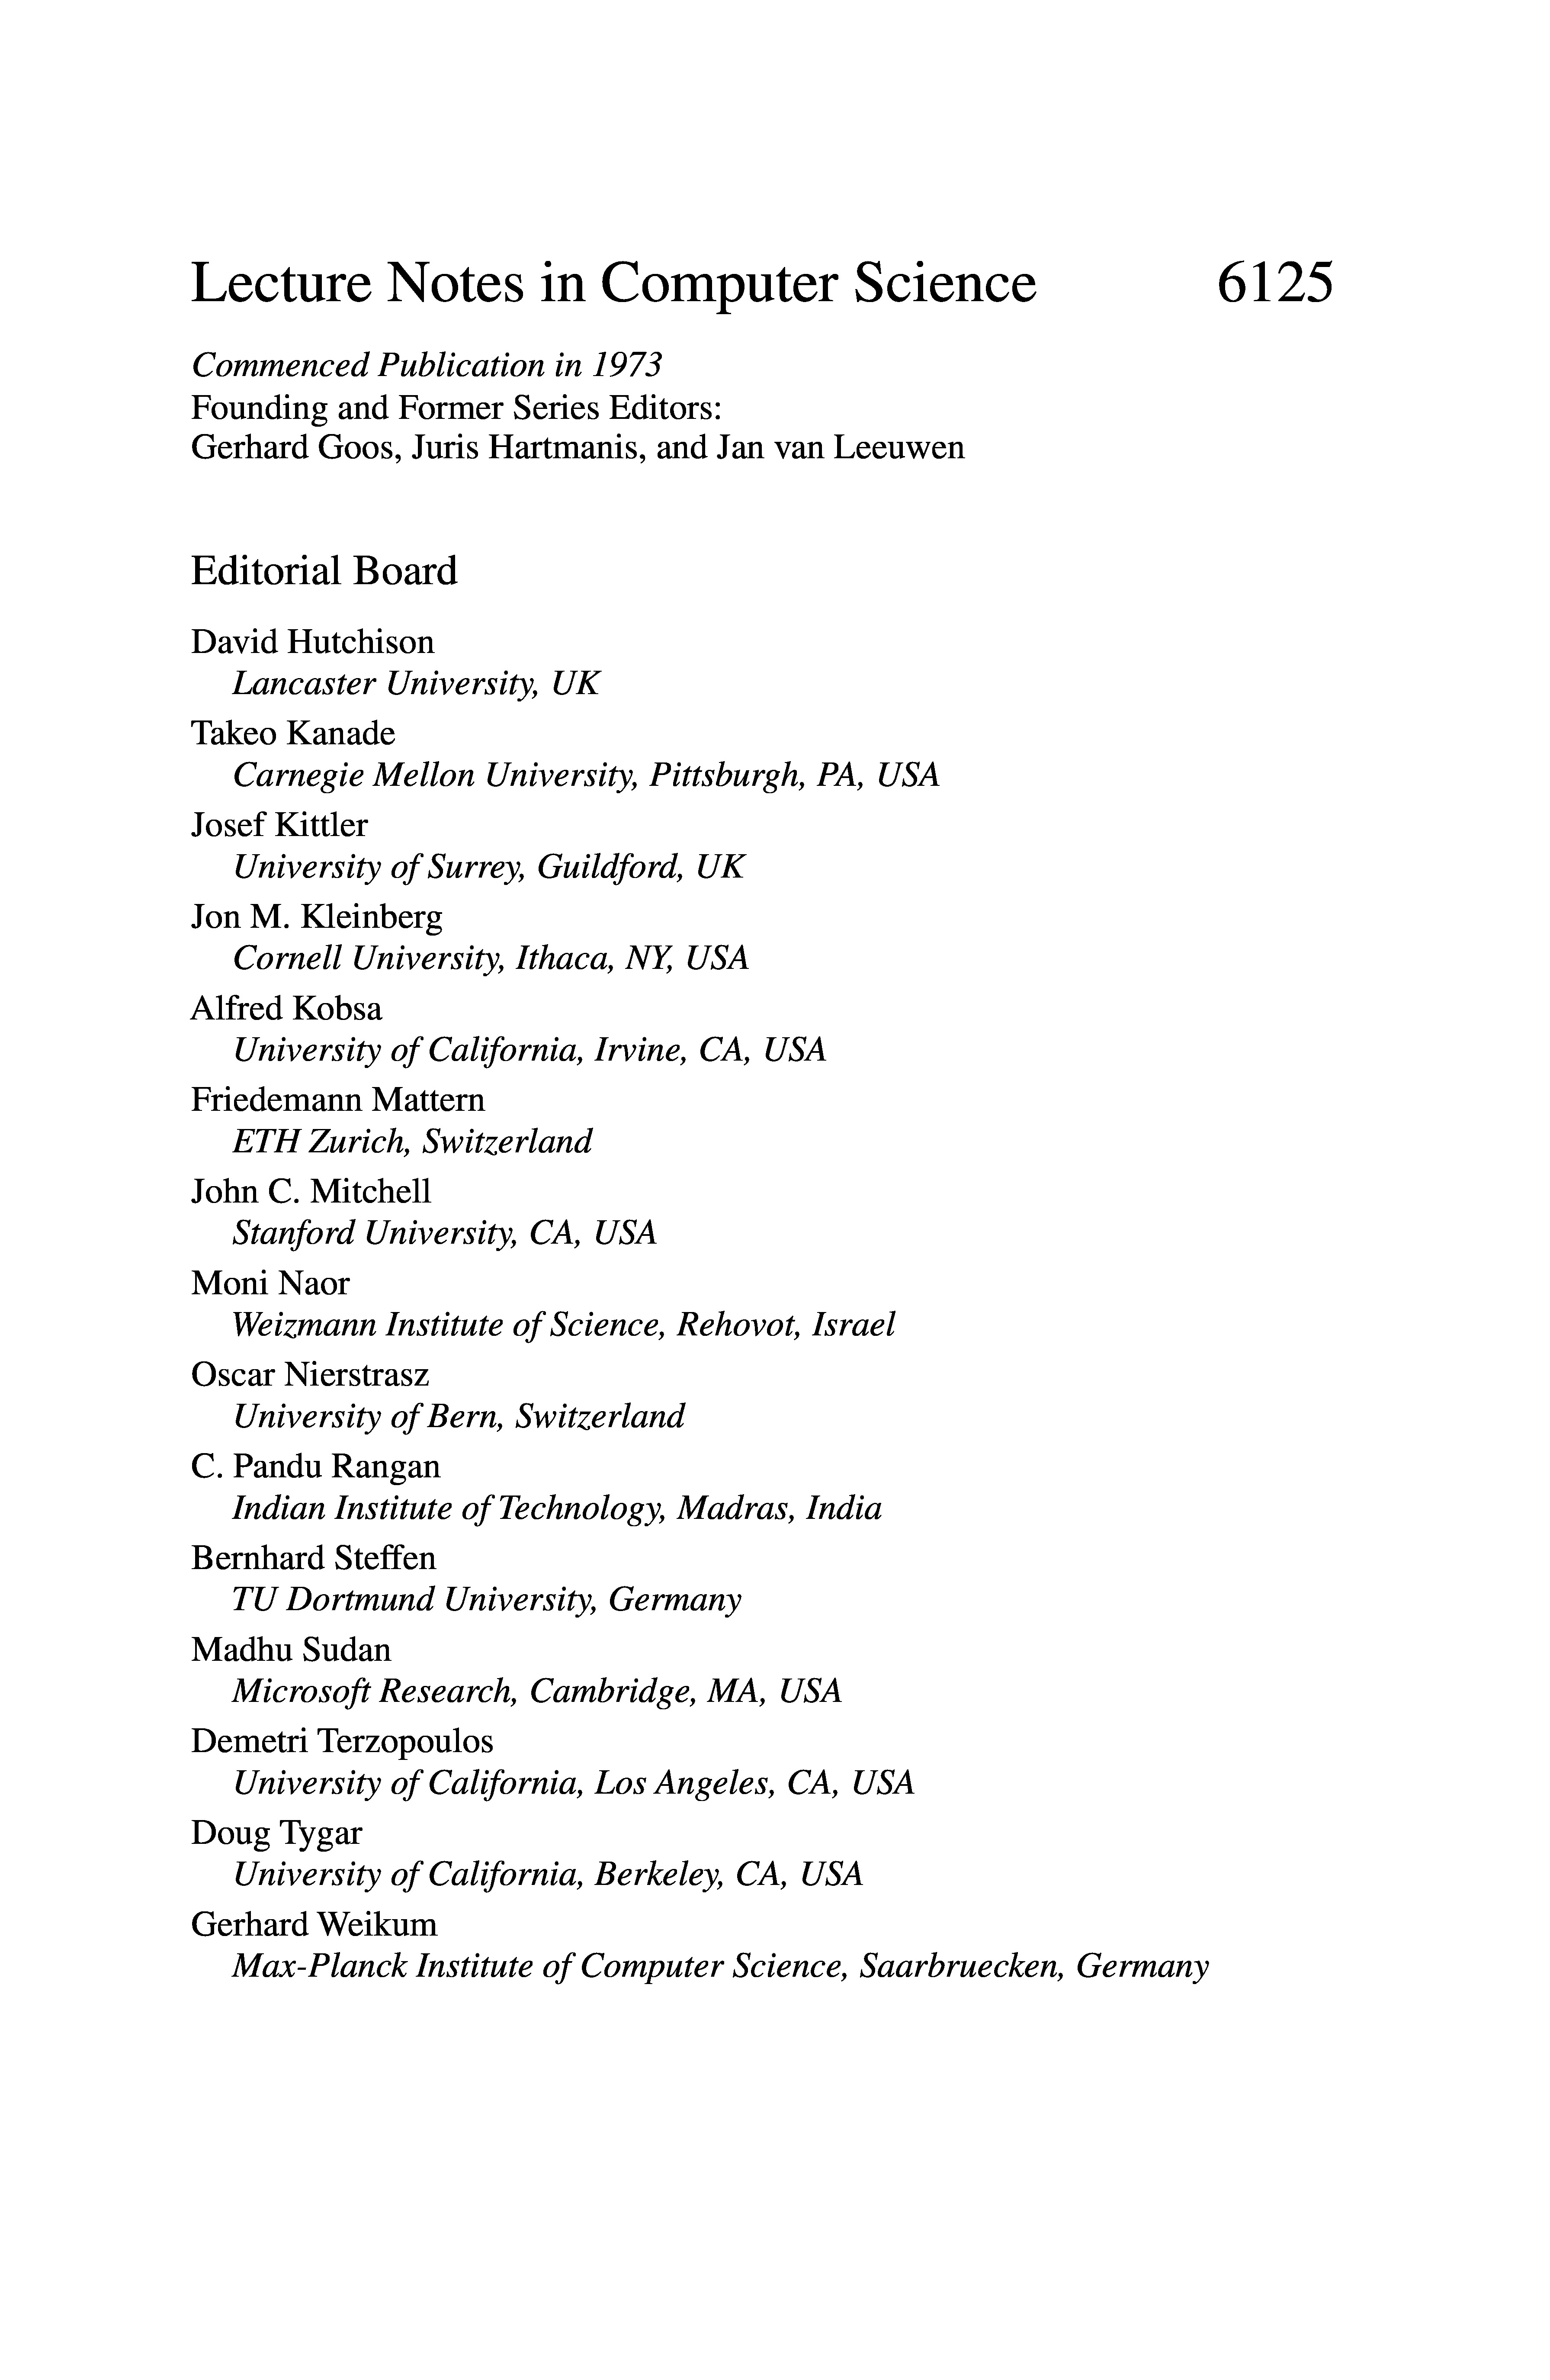 Lecture Notes in Computer Science 6125
Commenced Publication in 1973
Founding and Former Series Editors:
Gerhard Goos, Juris Hartmanis, and Jan van Leeuwen
Editorial Board
David Hutchison
Lancaster University, UK
Takeo Kanade
Carnegie Mellon University, Pittsburgh, PA, USA
Josef Kittler
University of Surrey, Guildford, UK
Jon M. Kleinberg
Cornell University, Ithaca, NY, USA
Alfred Kobsa
University of California, Irvine, CA, USA
Friedemann Mattern
ETH Zurich, Switzerland
John C. Mitchell
Stanford University, CA, USA
Moni Naor
Weizmann Institute of Science, Rehovot, Israel
Oscar Nierstrasz
University of Bern, Switzerland
C. Pandu Rangan
Indian Institute of Technology, Madras, India
Bernhard Steffen
TU Dortmund University, Germany
Madhu Sudan
Microsoft Research, Cambridge, MA, USA
Demetri Terzopoulos
University of California, Los Angeles, CA, USA
Doug Tygar
University of California, Berkeley, CA, USA
Gerhard Weikum
Max-Planck Institute of Computer Science, Saarbruecken, Germany